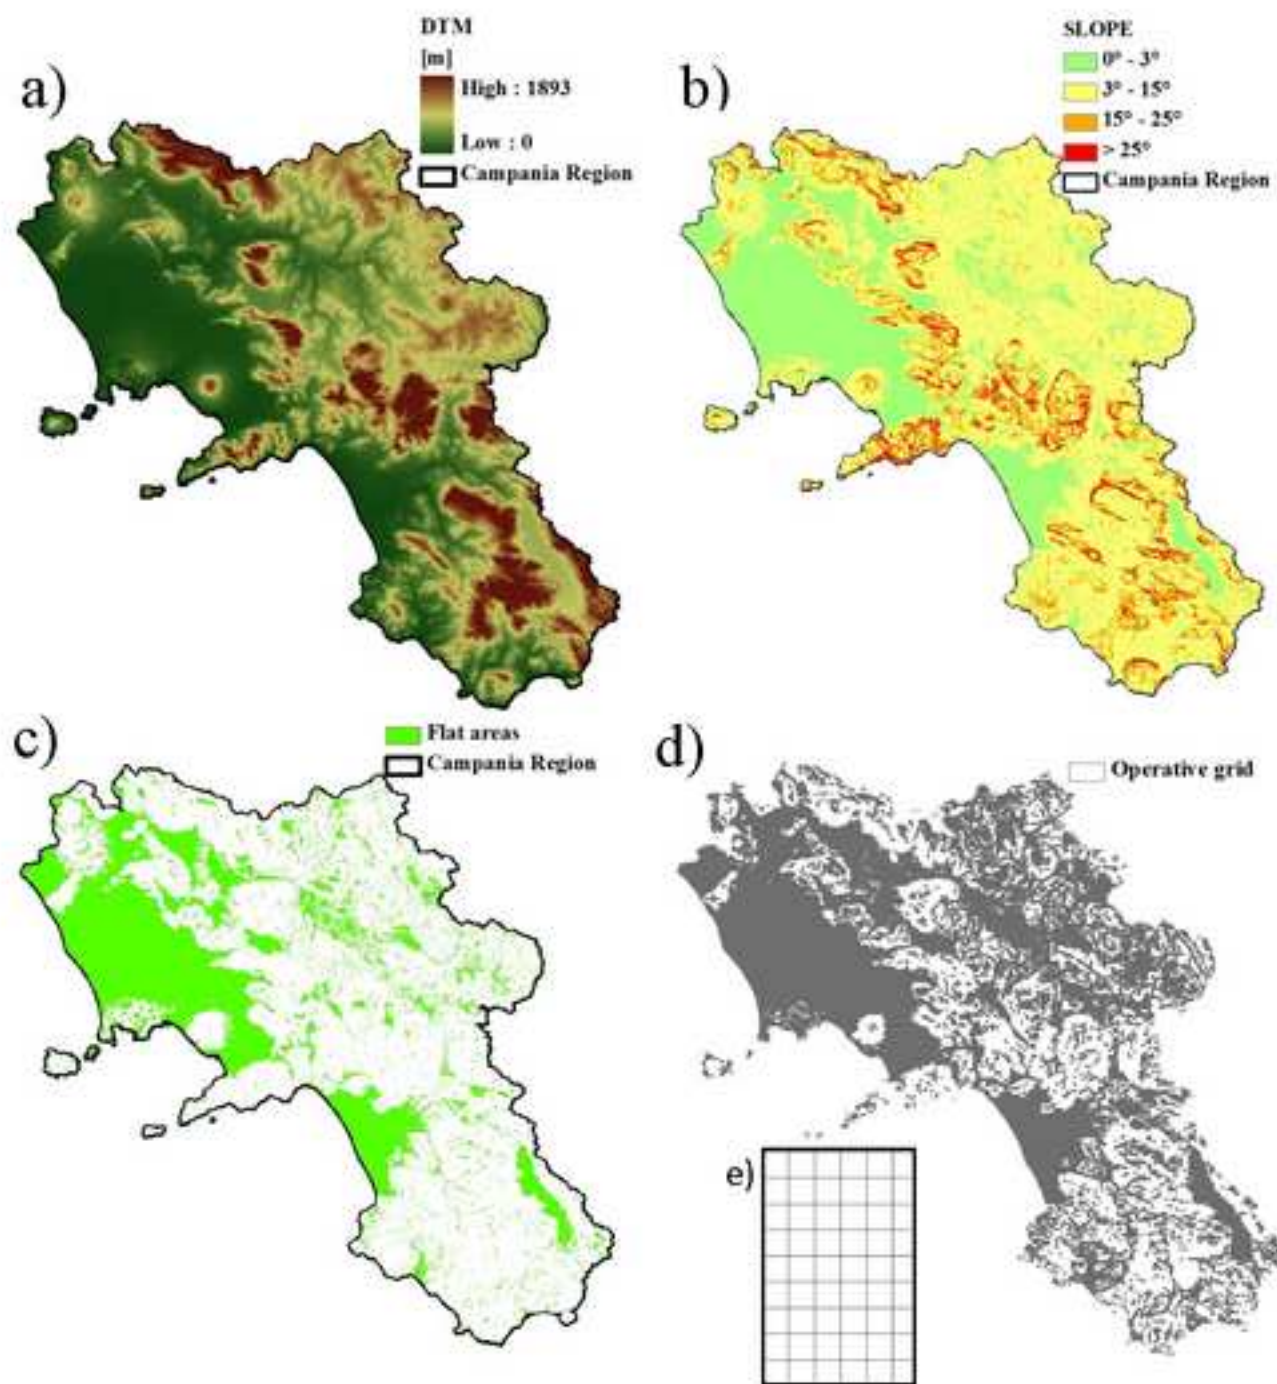 a)
DTM
[m]
High : 1893
Low : 0
Campania Region
b)
SLOPE
0° - 3°
3° - 15°
15° - 25°
> 25°
Campania Region
c)
Flat areas
Campania Region
d)
Operative grid
e)